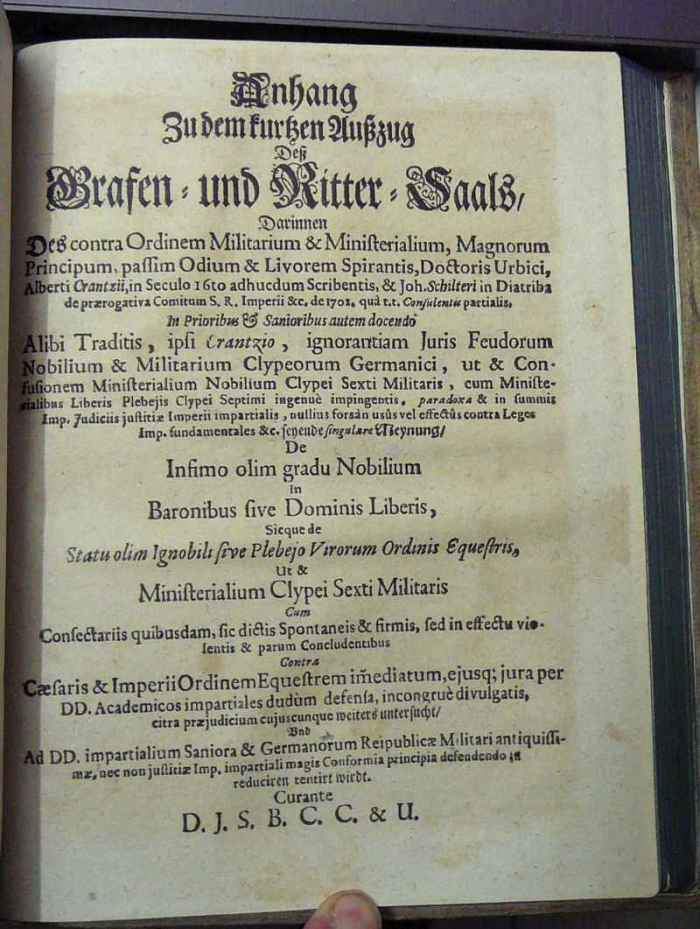 Anhang
Zu dem kurtzen Außzug
Deß
Grafen- und Ritter-Saals/
Darinnen
Des contra Ordinem Militarium & Ministerialium, Magnorum
Principum, passim Odium & Livorem Spirantis, Doctoris Urbici,
Alberti Crantzii, in Seculo 16to adhucdum Scribentis, & Joh. Schilteri in Diatriba
de prærogativa Comitum S. R. Imperii &c. de 1702. quà t.t. Consulentis partialis,
In Prioribus & Sanioribus autem docendo
Alibi Traditis, ipsi Crantzio, ignorantiam Juris Feudorum
Nobilium & Militarium Clypeorum Germanici, ut & Con-
fusionem Ministerialium Nobilium Clypei Sexti Militaris, cum Ministe-
rialibus Liberis Plebejis Clypei Septimi ingenuè impingentis, paradoxa & in summis
Imp. Judiciis justitiæ Imperii impartialis, nullius forsàn usûs vel effectûs contra Leges
Imp. fundamentales &c. seyende singulare Meynung/
De
Infimo olim gradu Nobilium
In
Baronibus sive Dominis Liberis,
Sicque de
Statu olim Ignobili sive Plebejo Virorum Ordinis Equestris,
Ut &
Ministerialium Clypei Sexti Militaris
Cum
Consectariis quibusdam, sic dictis Spontaneis & firmis, sed in effectu vio-
lentis & parum Concludentibus
Contra
Cæsaris & Imperii Ordinem Equestrem im̃ediatum, ejusq; jura per
DD. Academicos impartiales dudùm defensa, incongruè divulgatis,
citra præjudicium cujuscunque weiters untersucht/
Und
Ad DD. impartialium Saniora & Germanorum Reipublicæ Militari antiquissi-
mæ, nec non justitiæ Imp. impartiali magis Conformia principia defendendo zu
reduciren tentirt wirdt.
Curante
D. J. S. B. C. C. & U.